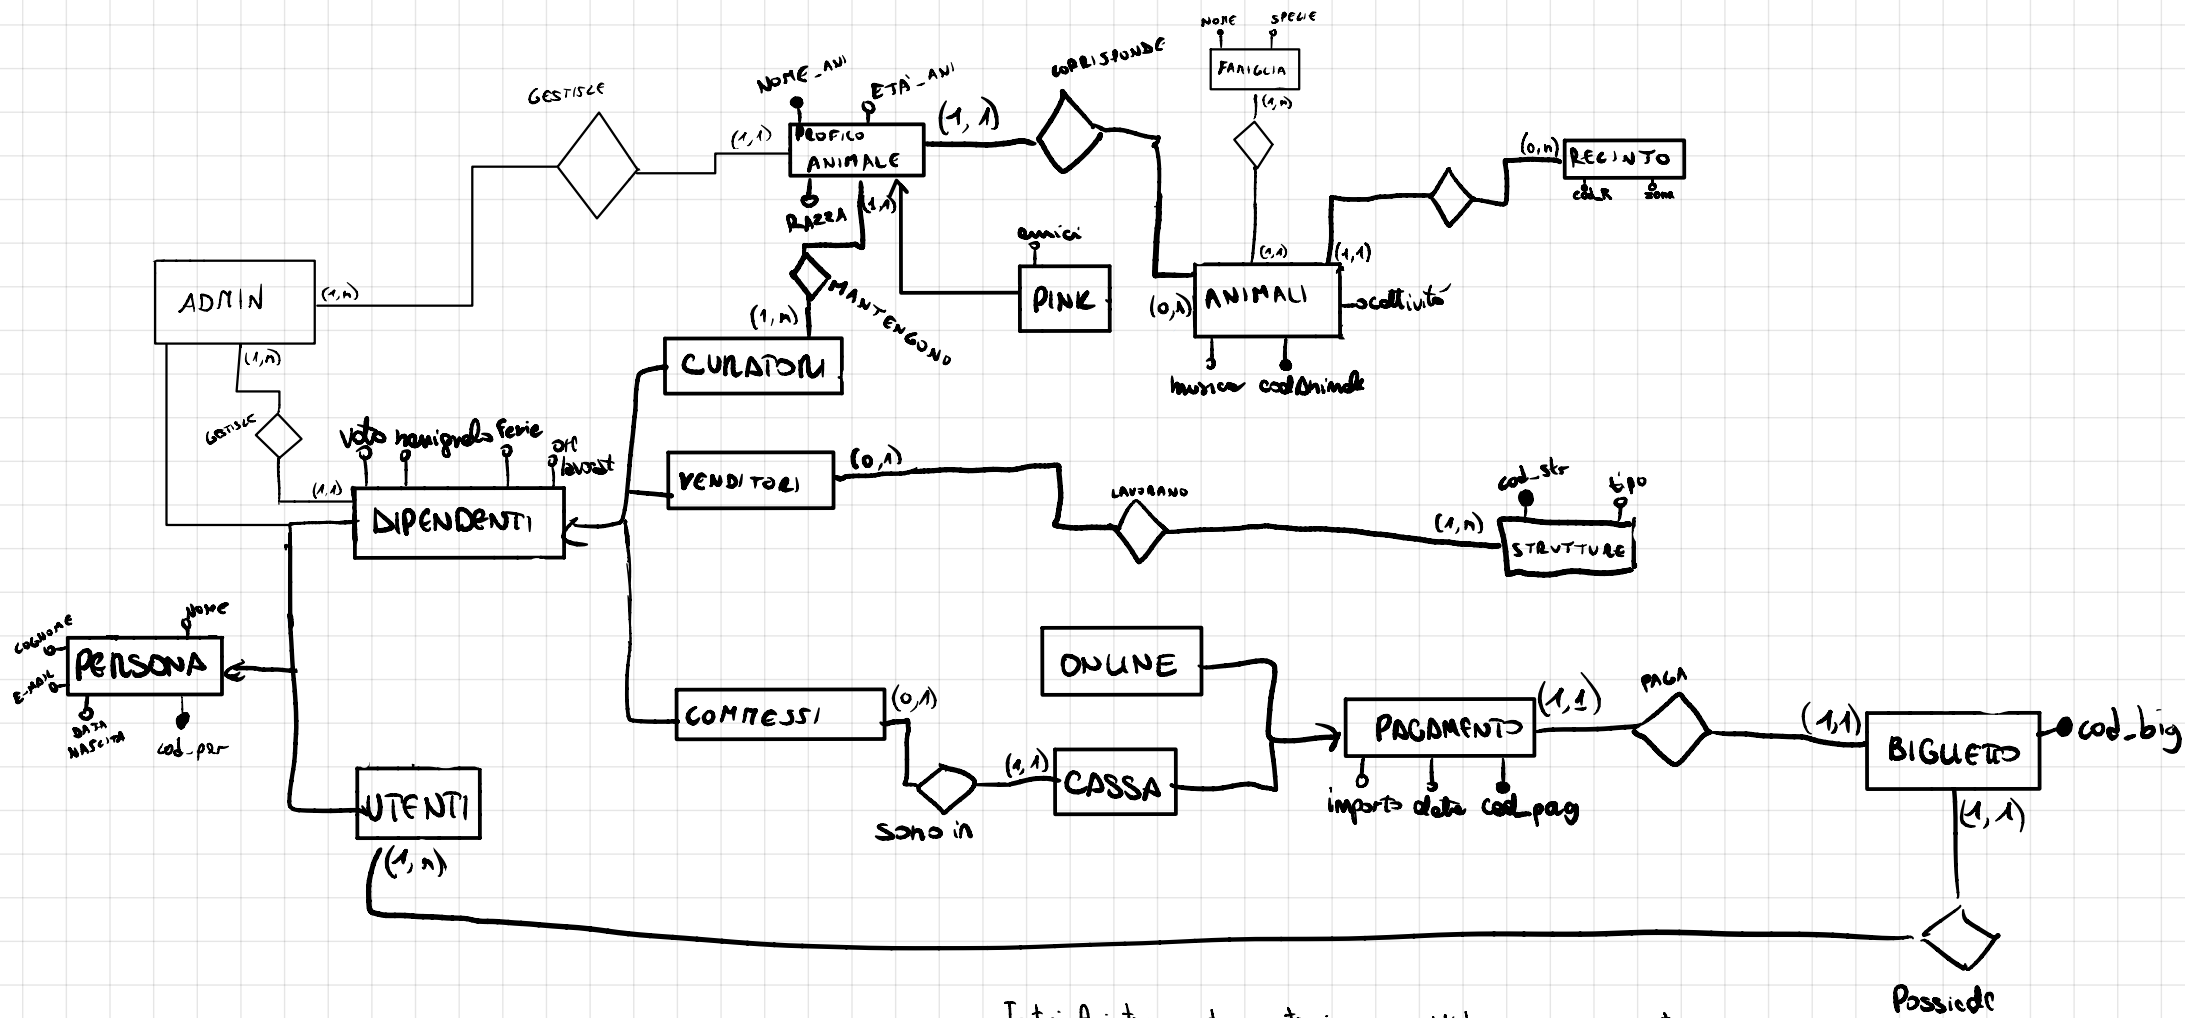 NOME SPECIE
FAMIGLIA
(1,n)
CORRISPONDE
NOME_ANI
ETÀ_ANI
GESTISCE
(1,1)
PROFICO
ANIMALE
(1,1)
RAZZA
(1,1)
(0,n)
RECINTO
cod_R zona
amici
PINK
(1,1)
(1,1)
(0,1)
ANIMALI
cattività
musica codAnimale
ADMIN
(1,n)
(1,n)
MANTENGONO
(1,n)
CURATORI
GESTISCE
(1,1)
Voto ferie
DIPENDENTI
VENDITORI
(0,1)
LAVORANO
(1,n)
cod_str
tipo
STRUTTURE
COGNOME
NOME
E-MAIL
PERSONA
DATA
NASCITA
cod_per
UTENTI
(1,n)
COMMESSI
(0,1)
sono in
(1,1)
ONLINE
CASSA
PAGAMENTO
(1,1)
importo data cod_pag
PAGA
(1,1)
BIGLIETTO
cod_big
(1,1)
Possiede